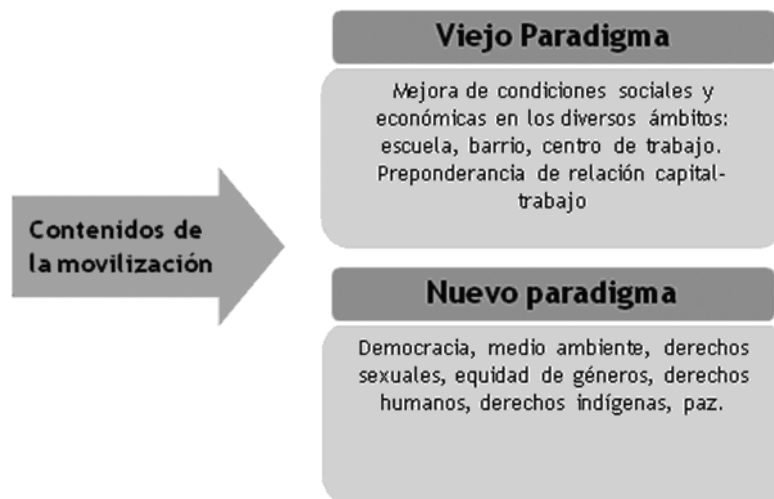 Contenidos de
la movilización
Viejo Paradigma
Mejora de condiciones sociales y
económicas en los diversos ámbitos:
escuela, barrio, centro de trabajo.
Preponderancia de relación capital-
trabajo
Nuevo paradigma
Democracia, medio ambiente, derechos
sexuales, equidad de géneros, derechos
humanos, derechos indígenas, paz.